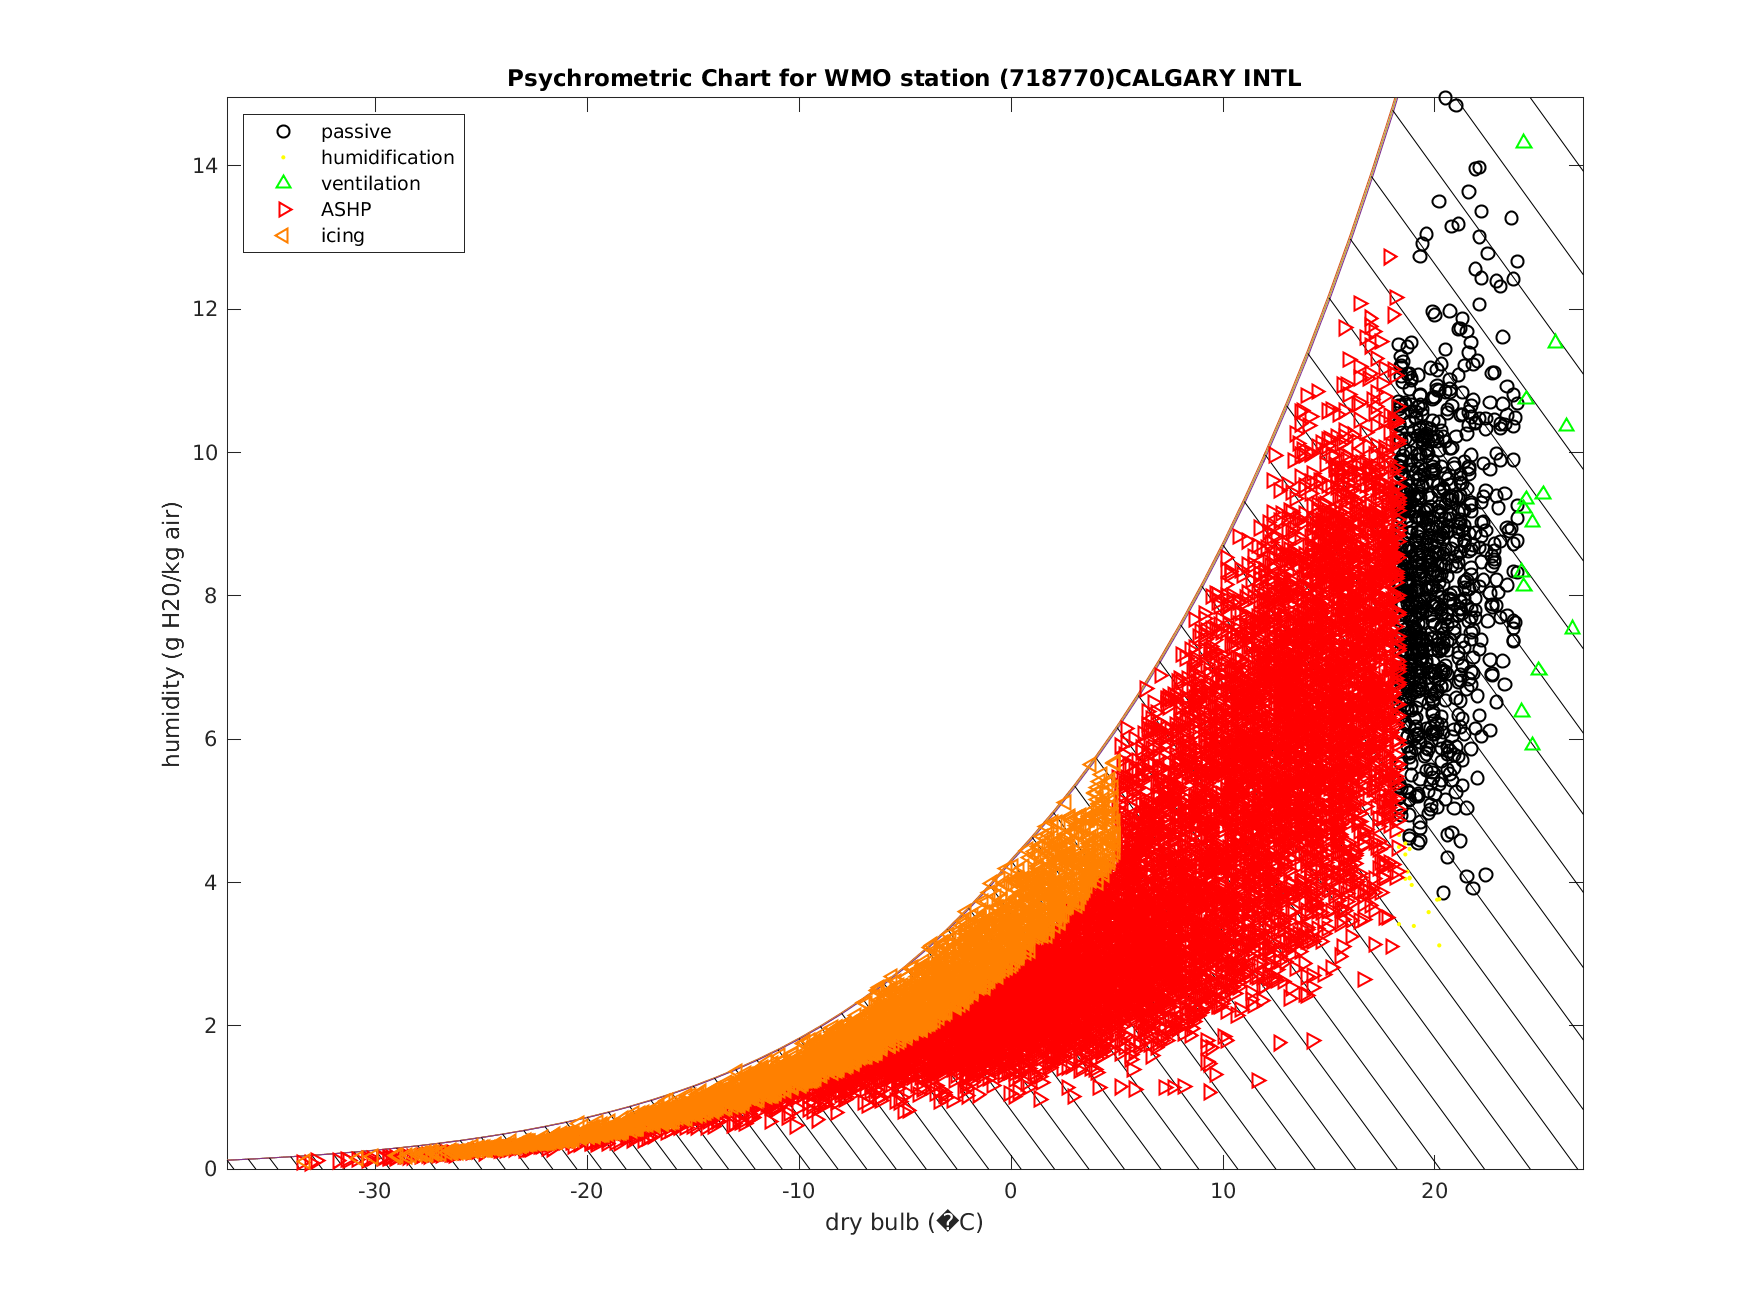 Psychrometric Chart for WMO station (718770)CALGARY INTL
passive
humidification
ventilation
ASHP
icing
14
12
10
8
6
4
2
0
humidity (g H20/kg air)
-30
-20
-10
0
10
20
dry bulb (�C)